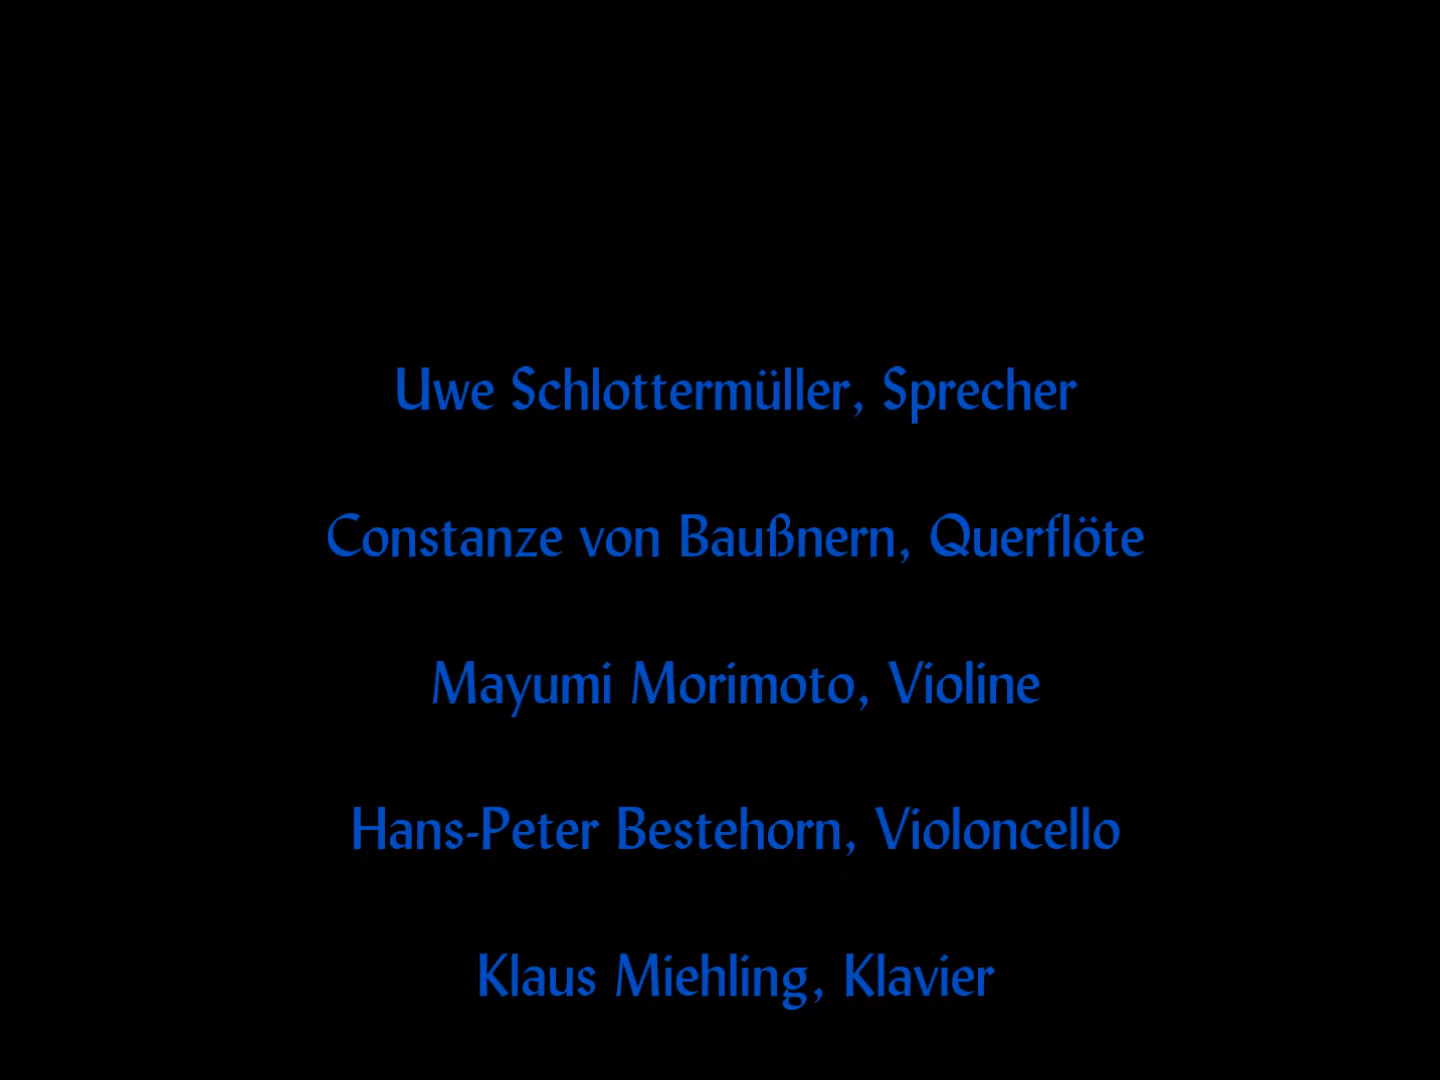 Uwe Schlottermüller, Sprecher
Constanze von Baußnern, Querflöte
Mayumi Morimoto, Violine
Hans-Peter Bestehorn, Violoncello
Klaus Miehling, Klavier